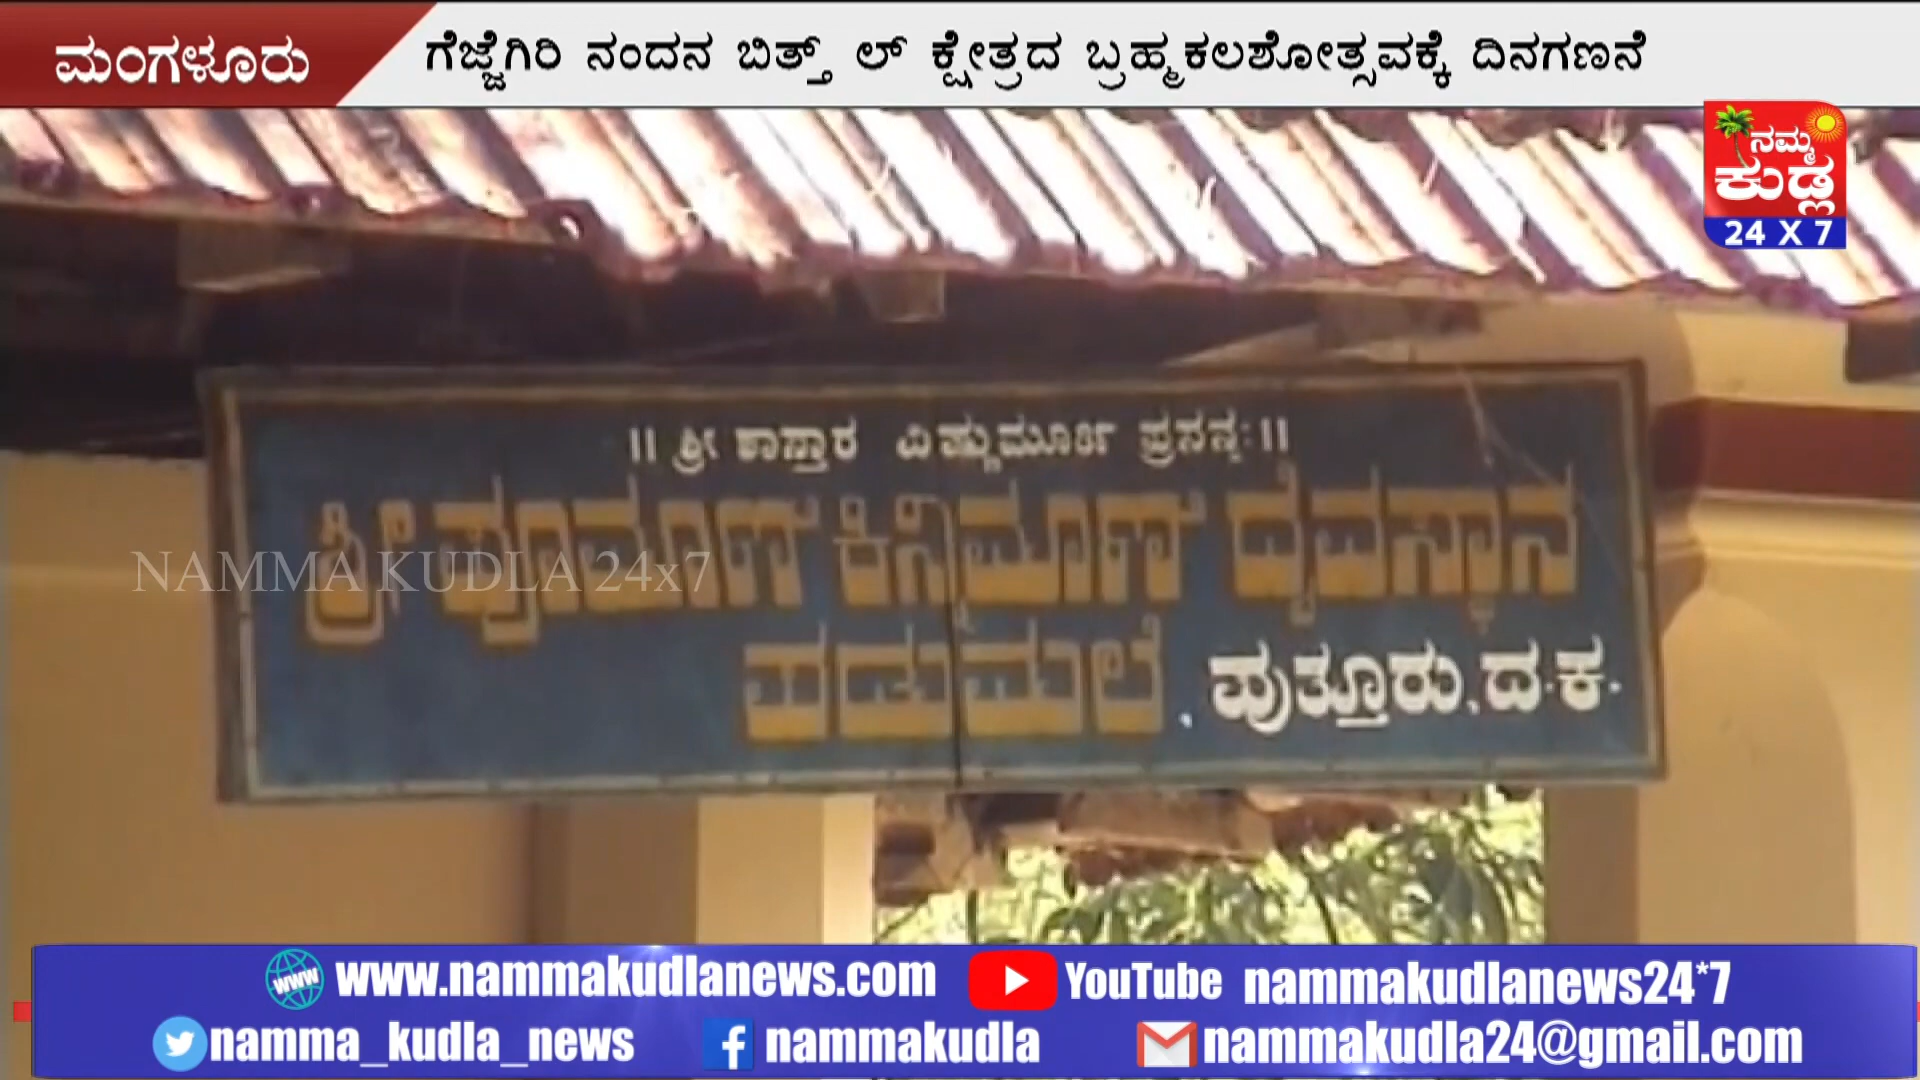 ಮಂಗಳೂರು
ಗೆಜ್ಜೆಗಿರಿ ನಂದನ ಬಿತ್ತ್ ಲ್ ಕ್ಷೇತ್ರದ ಬ್ರಹ್ಮಕಲಶೋತ್ಸವಕ್ಕೆ ದಿನಗಣನೆ
ನಮ್ಮ
ಕುಡ್ಲ
24 X 7
॥ ಶ್ರೀ ಶಾಸ್ತಾರ ವಿಷ್ಣುಮೂರ್ತಿ ಪ್ರಸನ್ನಃ ॥
ಶ್ರೀ ಪೂಮಾಣಿ ಕಿನ್ನಿಮಾಣಿ ದೈವಸ್ಥಾನ
ಪಡುಮಲೆ, ಪುತ್ತೂರು, ದ.ಕ.
NAMMA KUDLA 24x7
www.nammakudlanews.com YouTube nammakudlanews24*7
namma_kudla_news nammakudla nammakudla24@gmail.com